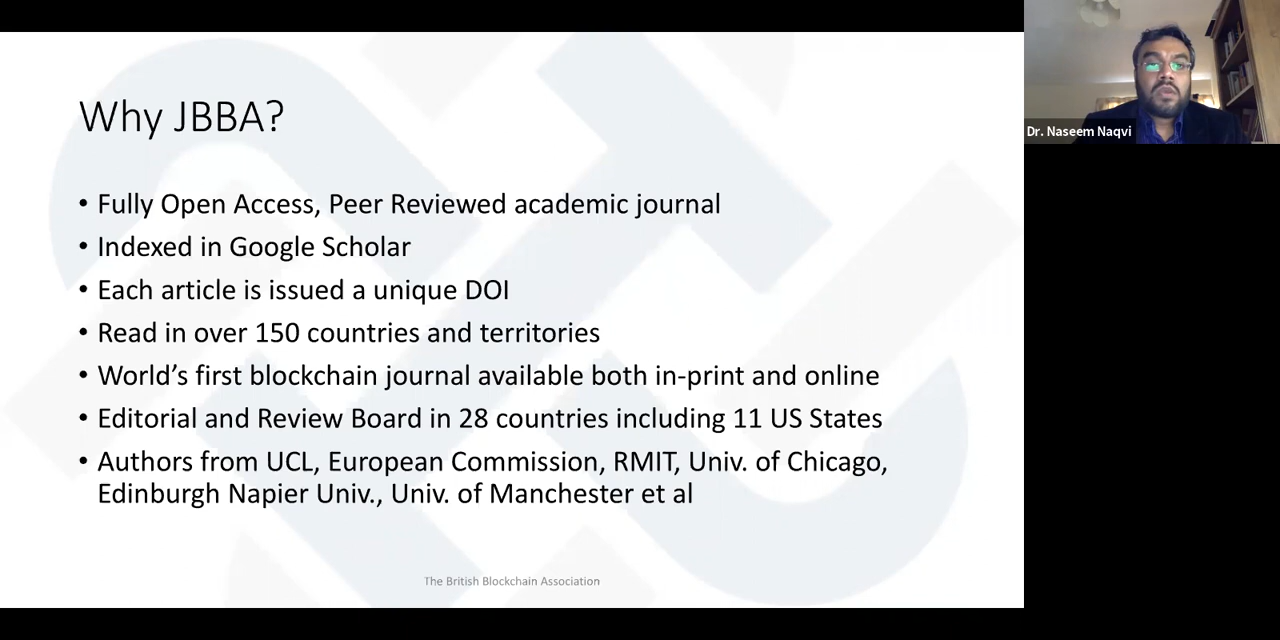 Why JBBA?
• Fully Open Access, Peer Reviewed academic journal
• Indexed in Google Scholar
• Each article is issued a unique DOI
• Read in over 150 countries and territories
• World’s first blockchain journal available both in-print and online
• Editorial and Review Board in 28 countries including 11 US States
• Authors from UCL, European Commission, RMIT, Univ. of Chicago,
Edinburgh Napier Univ., Univ. of Manchester et al
The British Blockchain Association
Dr. Naseem Naqvi